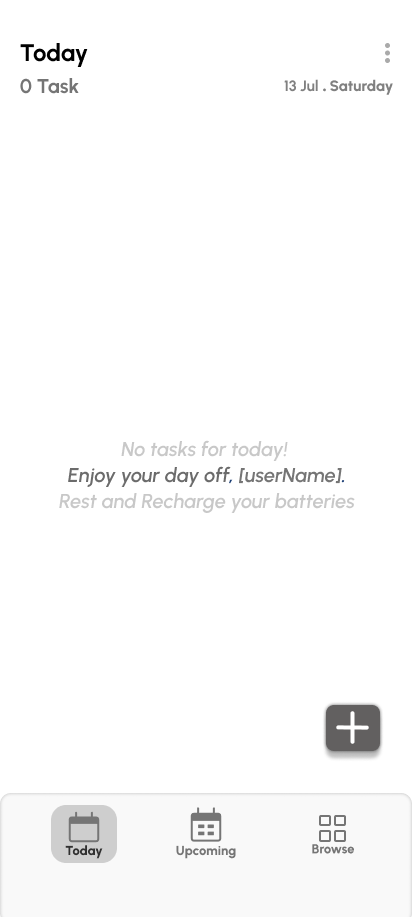 Today
0 Task
13 Jul . Saturday
No tasks for today!
Enjoy your day off, [userName].
Rest and Recharge your batteries
Today
Upcoming
Browse